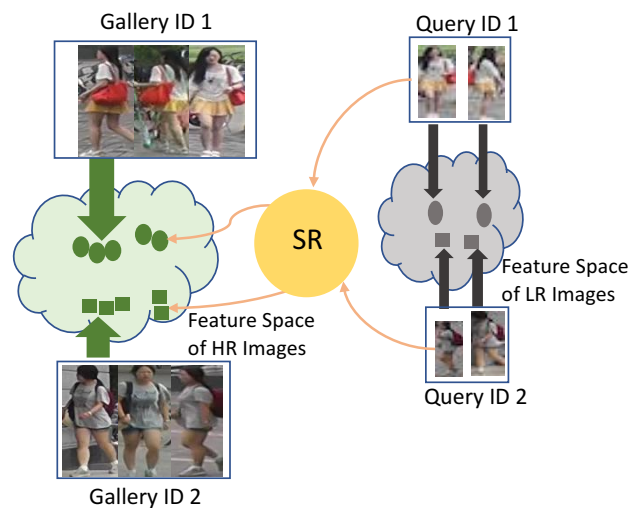 Gallery ID 1
Query ID 1
SR
Feature Space
of LR Images
Feature Space
of HR Images
Query ID 2
Gallery ID 2